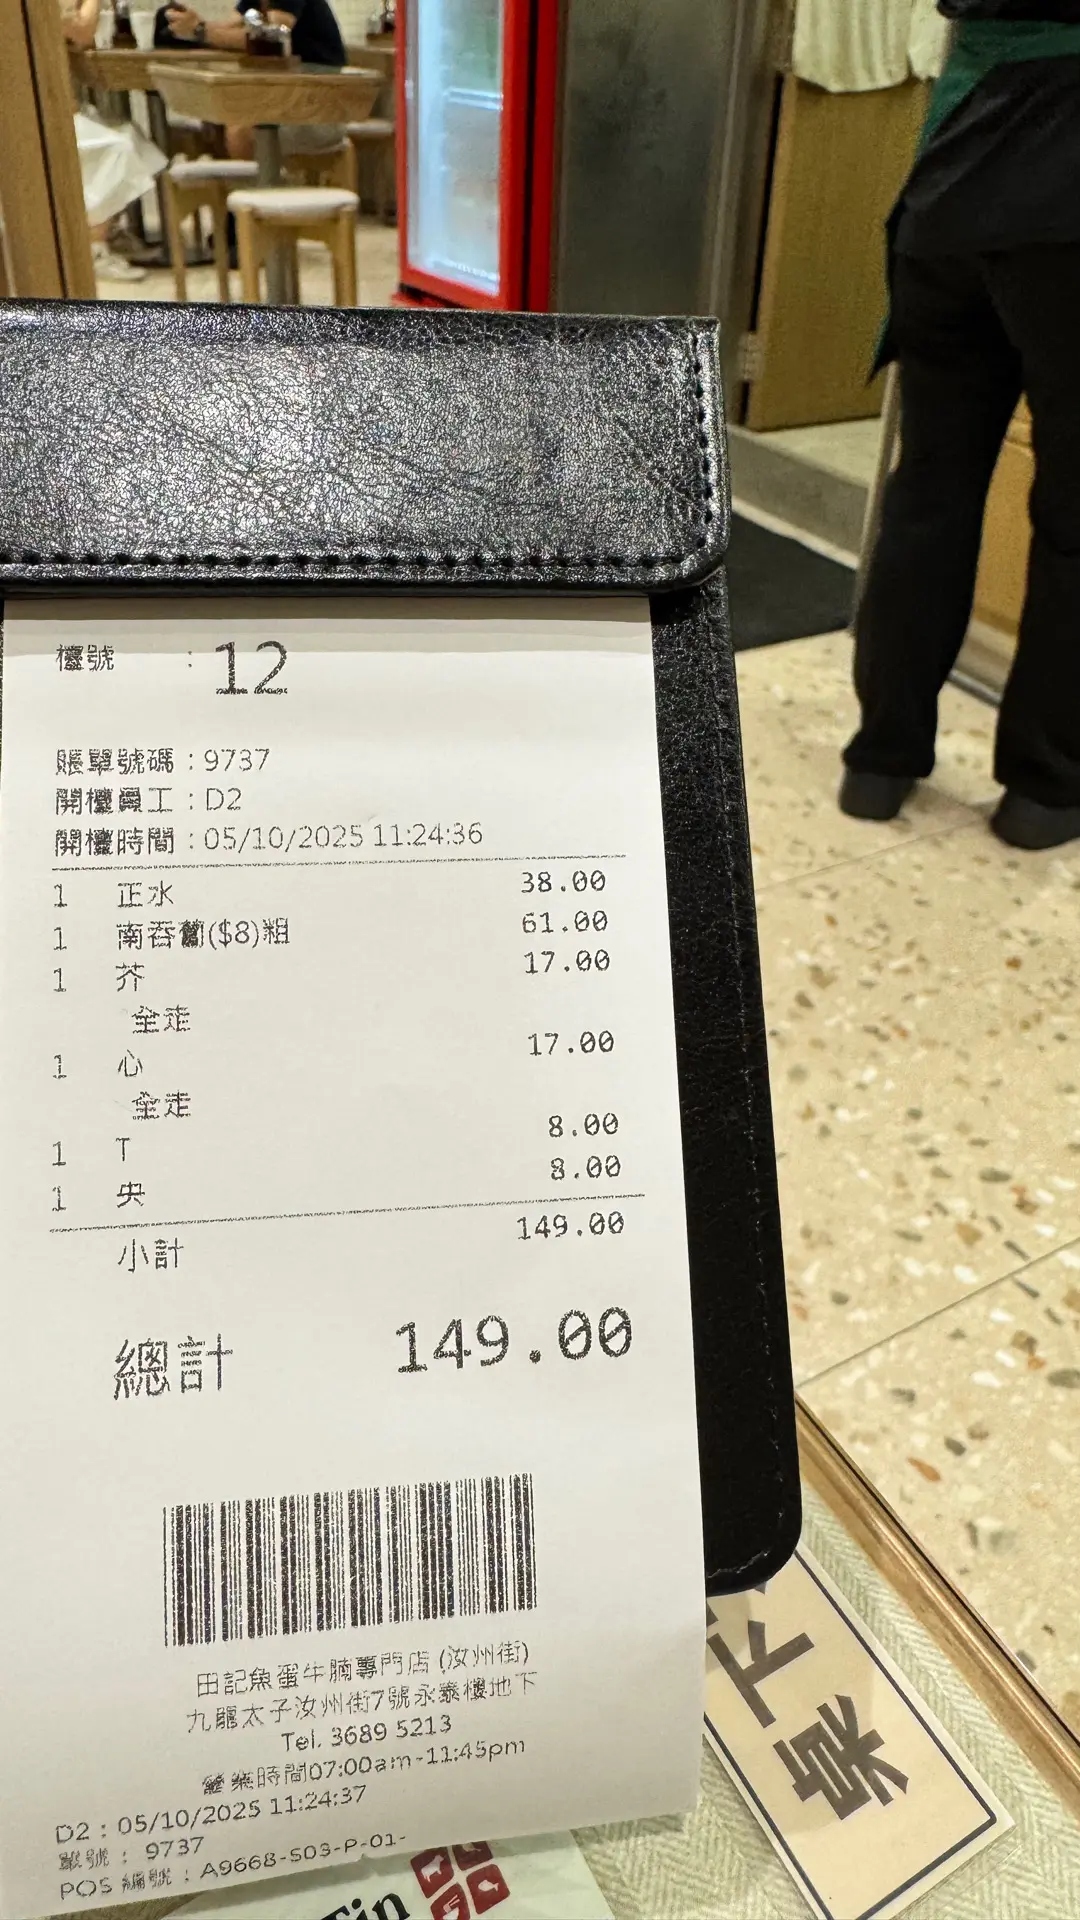 檯號 : 12
賬單號碼 : 9737
開檯員工 : D2
開檯時間 : 05/10/2025 11:24:36
1 正水 38.00
1 南吞蔔($8)粗 61.00
1 芥 17.00
全走
1 心 17.00
全走
1 T 8.00
1 央 8.00
小計 149.00
總計 149.00
田記魚蛋牛腩專門店 (汝州街)
九龍太子汝州街7號永泰樓地下
Tel. 3689 5213
營業時間07:00am-11:45pm
D2 : 05/10/2025 11:24:37
單號 : 9737
POS 編號 : A9668-S03-P-01-
Tin